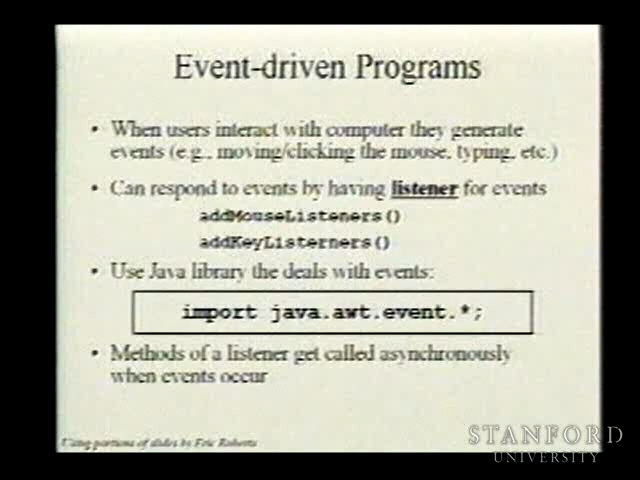 Event-driven Programs
• When users interact with computer they generate
events (e.g., moving/clicking the mouse, typing, etc.)
• Can respond to events by having listener for events
addMouseListeners()
addKeyListerners()
• Use Java library the deals with events:
import java.awt.event.*;
• Methods of a listener get called asynchronously
when events occur
Using portions of slides by Eric Roberts
STANFORD
UNIVERSITY